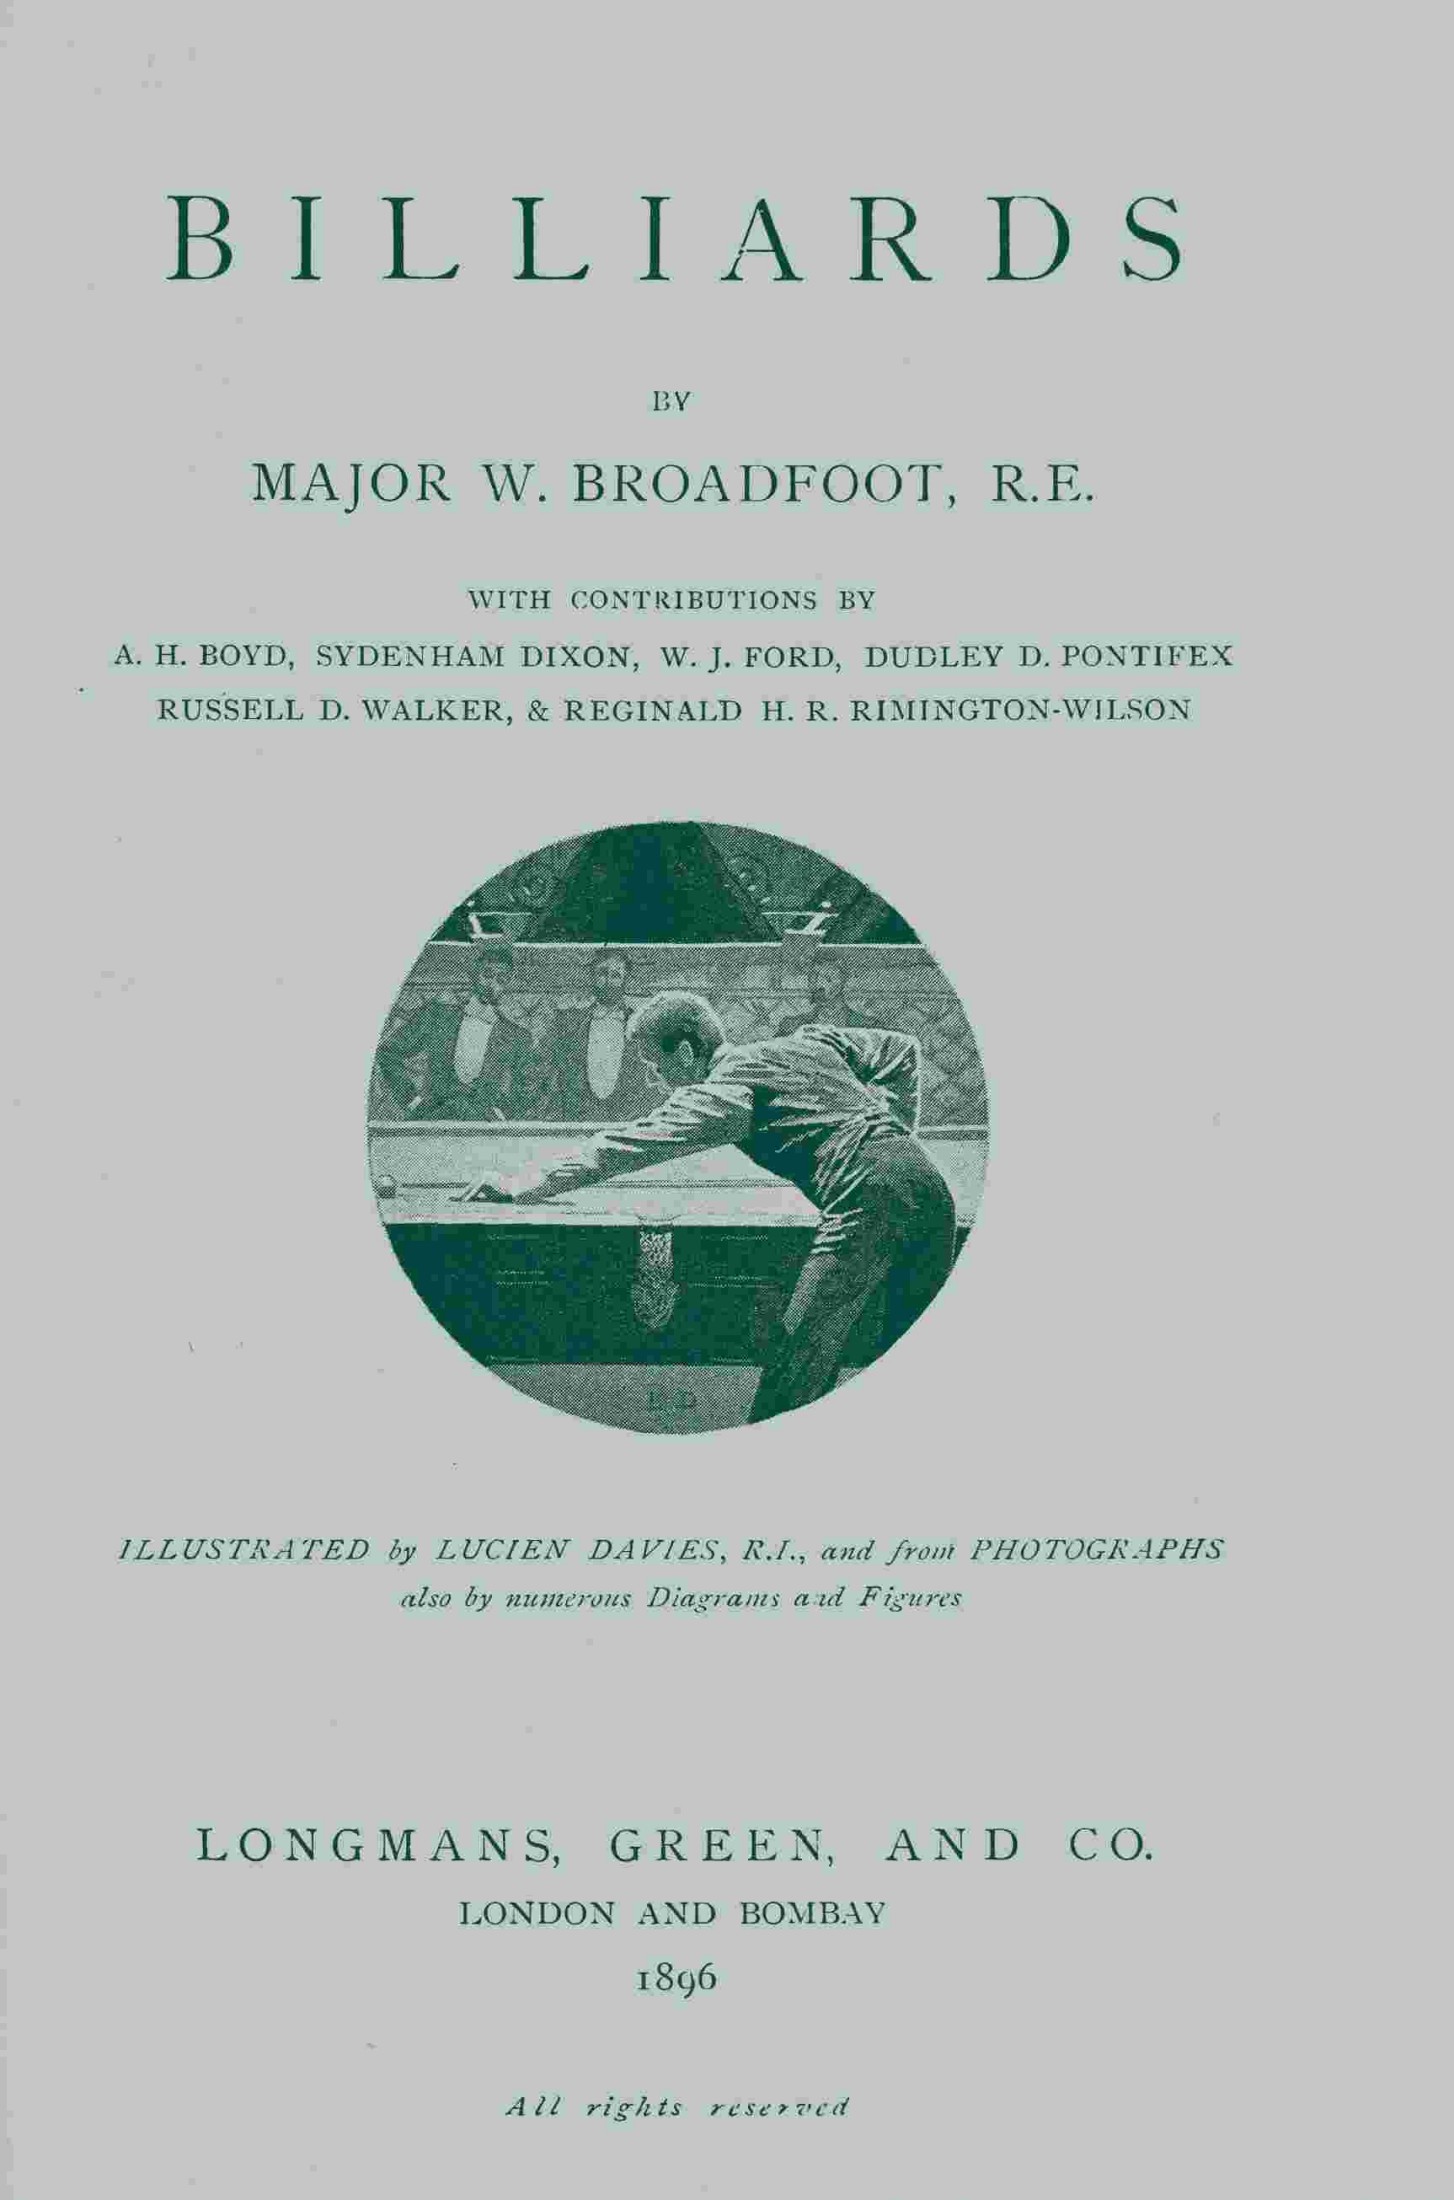 BILLIARDS
BY
MAJOR W. BROADFOOT, R.E.
WITH CONTRIBUTIONS BY
A. H. BOYD, SYDENHAM DIXON, W. J. FORD, DUDLEY D. PONTIFEX
RUSSELL D. WALKER, & REGINALD H. R. RIMINGTON-WILSON
L D
ILLUSTRATED by LUCIEN DAVIES, R.I., and from PHOTOGRAPHS
also by numerous Diagrams and Figures
LONGMANS, GREEN, AND CO.
LONDON AND BOMBAY
1896
All rights reserved